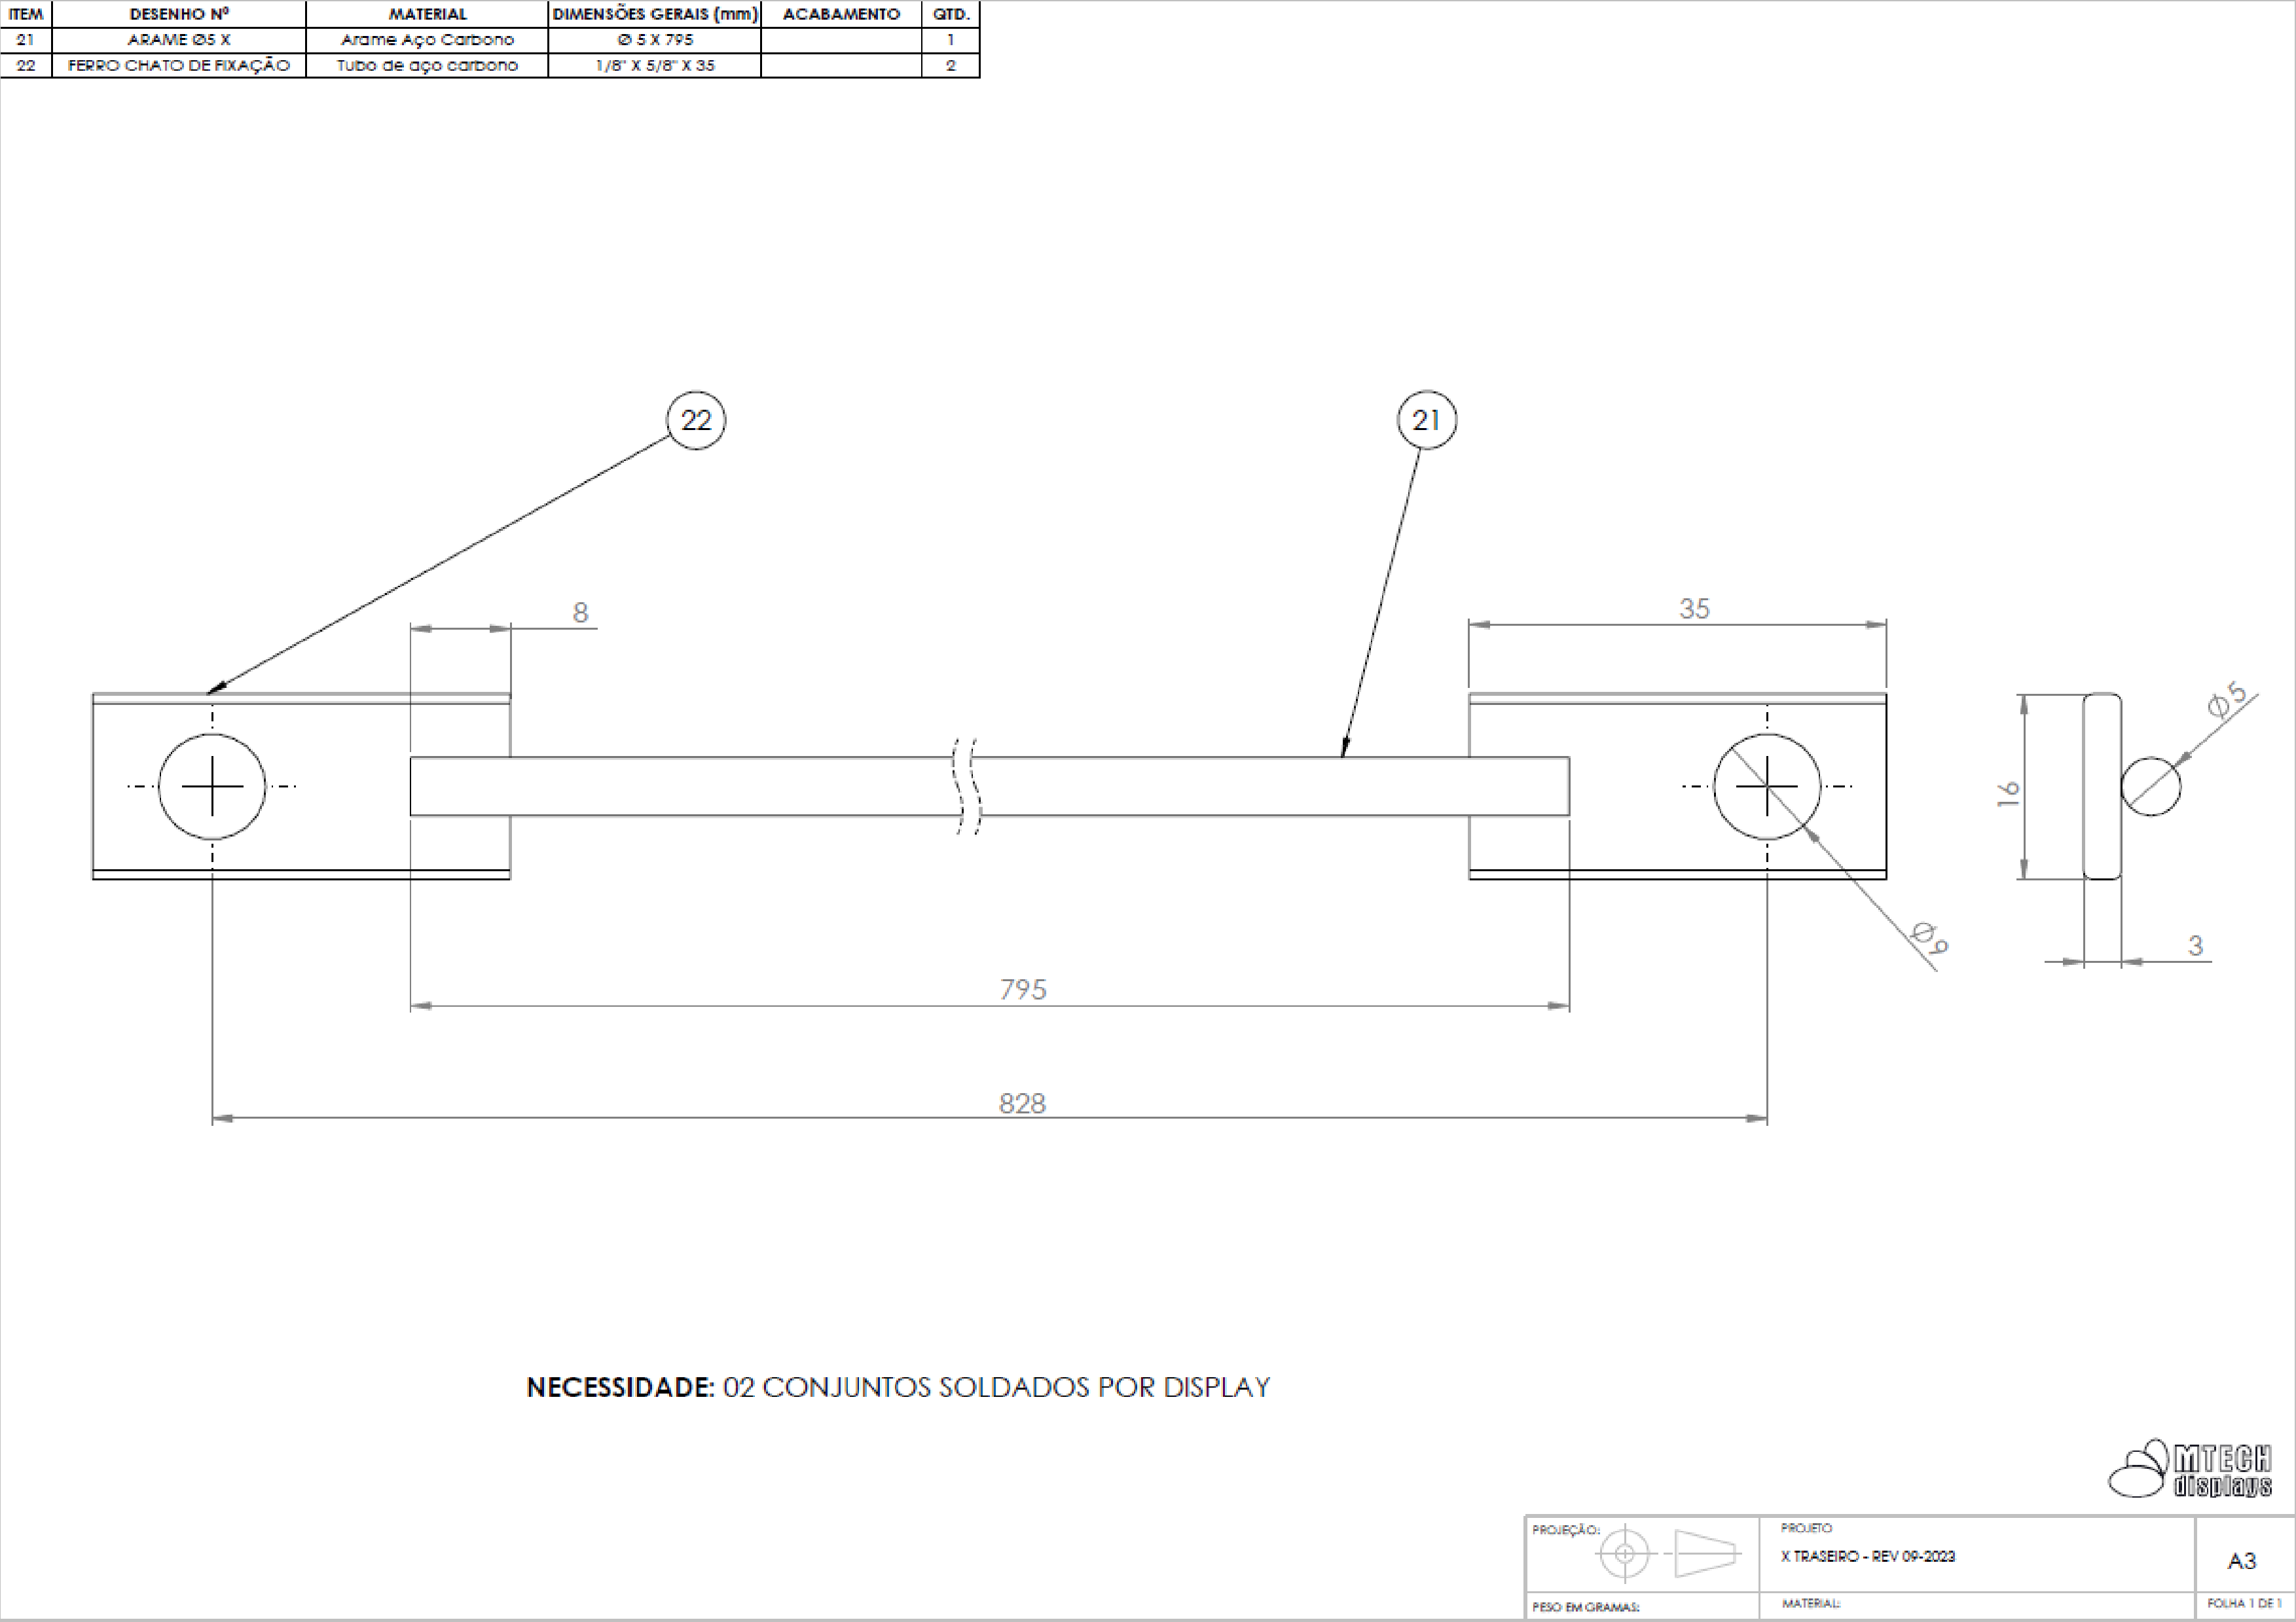 ITEM DESENHO Nº MATERIAL DIMENSÕES GERAIS (mm) ACABAMENTO QTD.
21 ARAME Ø5 X Arame Aço Carbono Ø 5 X 795 1
22 FERRO CHATO DE FIXAÇÃO Tubo de aço carbono 1/8" X 5/8" X 35 2
22
21
8
35
Ø5
16
Ø9
3
795
828
NECESSIDADE: 02 CONJUNTOS SOLDADOS POR DISPLAY
MTECH
displays
PROJEÇÃO:
PROJETO
X TRASEIRO - REV 09-2023
A3
PESO EM GRAMAS:
MATERIAL:
FOLHA 1 DE 1